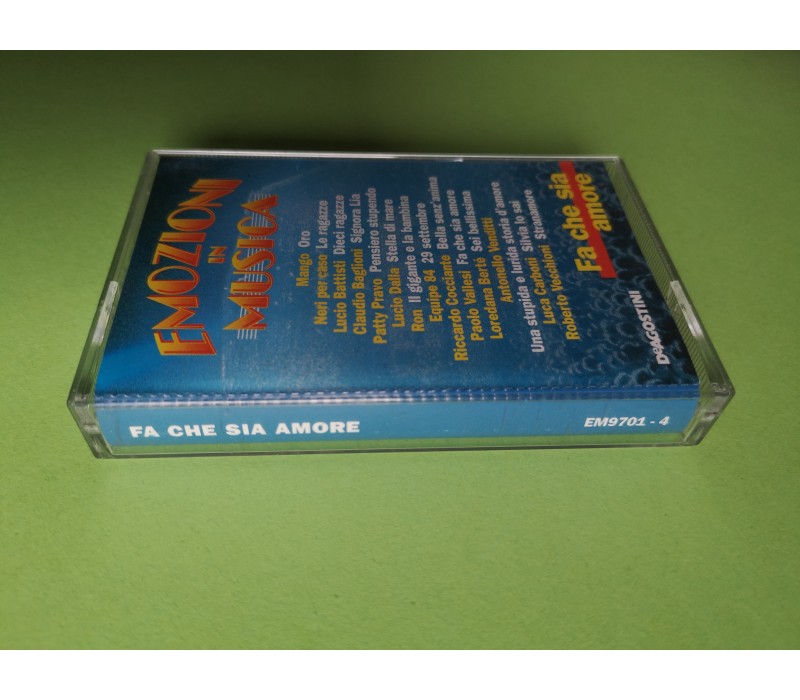 EMOZIONI
IN
MUSICA
Mango Oro
Neri per caso Le ragazze
Lucio Battisti Dieci ragazze
Claudio Baglioni Signora Lia
Patty Pravo Pensiero stupendo
Lucio Dalla Stella di mare
Ron Il gigante e la bambina
Equipe 84 29 settembre
Riccardo Cocciante Bella senz'anima
Paolo Vallesi Fa che sia amore
Loredana Berté Sei bellissima
Antonello Venditti
Una stupida e lurida storia d'amore
Luca Carboni Silvia lo sai
Roberto Vecchioni Stranamore
Fa che sia
amore
DeAGOSTINI
FA CHE SIA AMORE
EM9701 - 4